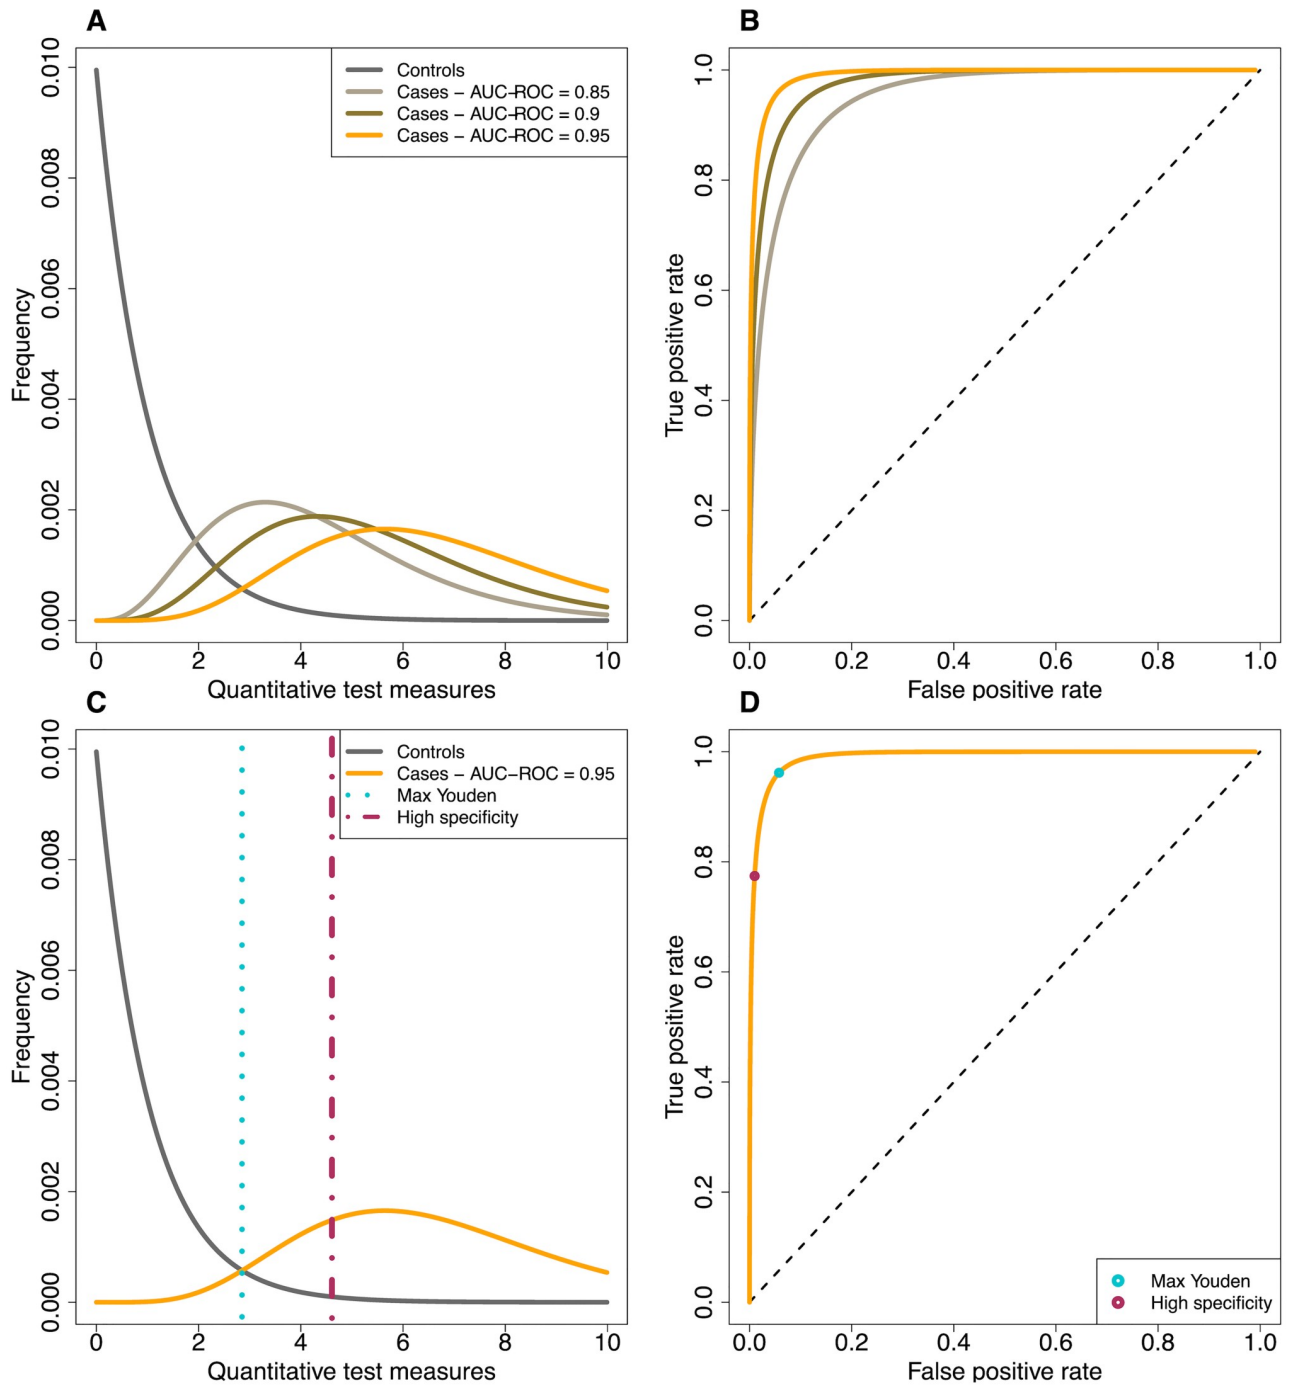 A
Controls
Cases – AUC–ROC = 0.85
Cases – AUC–ROC = 0.9
Cases – AUC–ROC = 0.95
Frequency
0.010
0.008
0.006
0.004
0.002
0.000
0 2 4 6 8 10
Quantitative test measures
B
True positive rate
1.0
0.8
0.6
0.4
0.2
0.0
0.0 0.2 0.4 0.6 0.8 1.0
False positive rate
C
Controls
Cases – AUC–ROC = 0.95
Max Youden
High specificity
Frequency
0.010
0.008
0.006
0.004
0.002
0.000
0 2 4 6 8 10
Quantitative test measures
D
True positive rate
1.0
0.8
0.6
0.4
0.2
0.0
Max Youden
High specificity
0.0 0.2 0.4 0.6 0.8 1.0
False positive rate